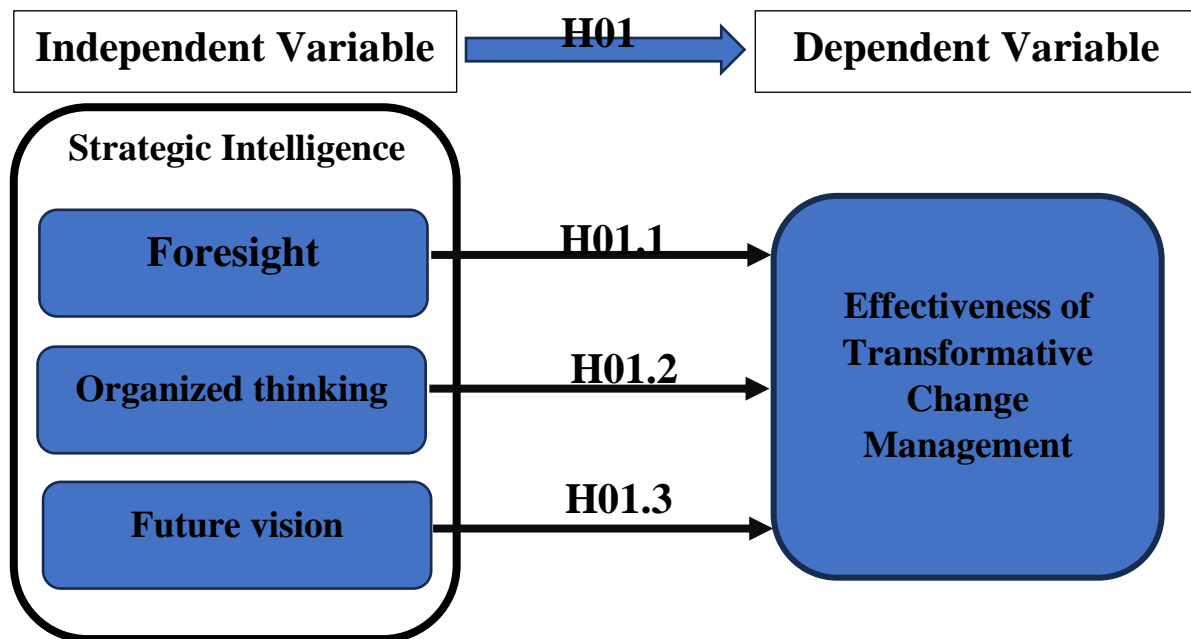 Independent Variable
H01
Dependent Variable
Strategic Intelligence
Foresight
H01.1
Organized thinking
H01.2
Future vision
H01.3
Effectiveness of
Transformative
Change
Management